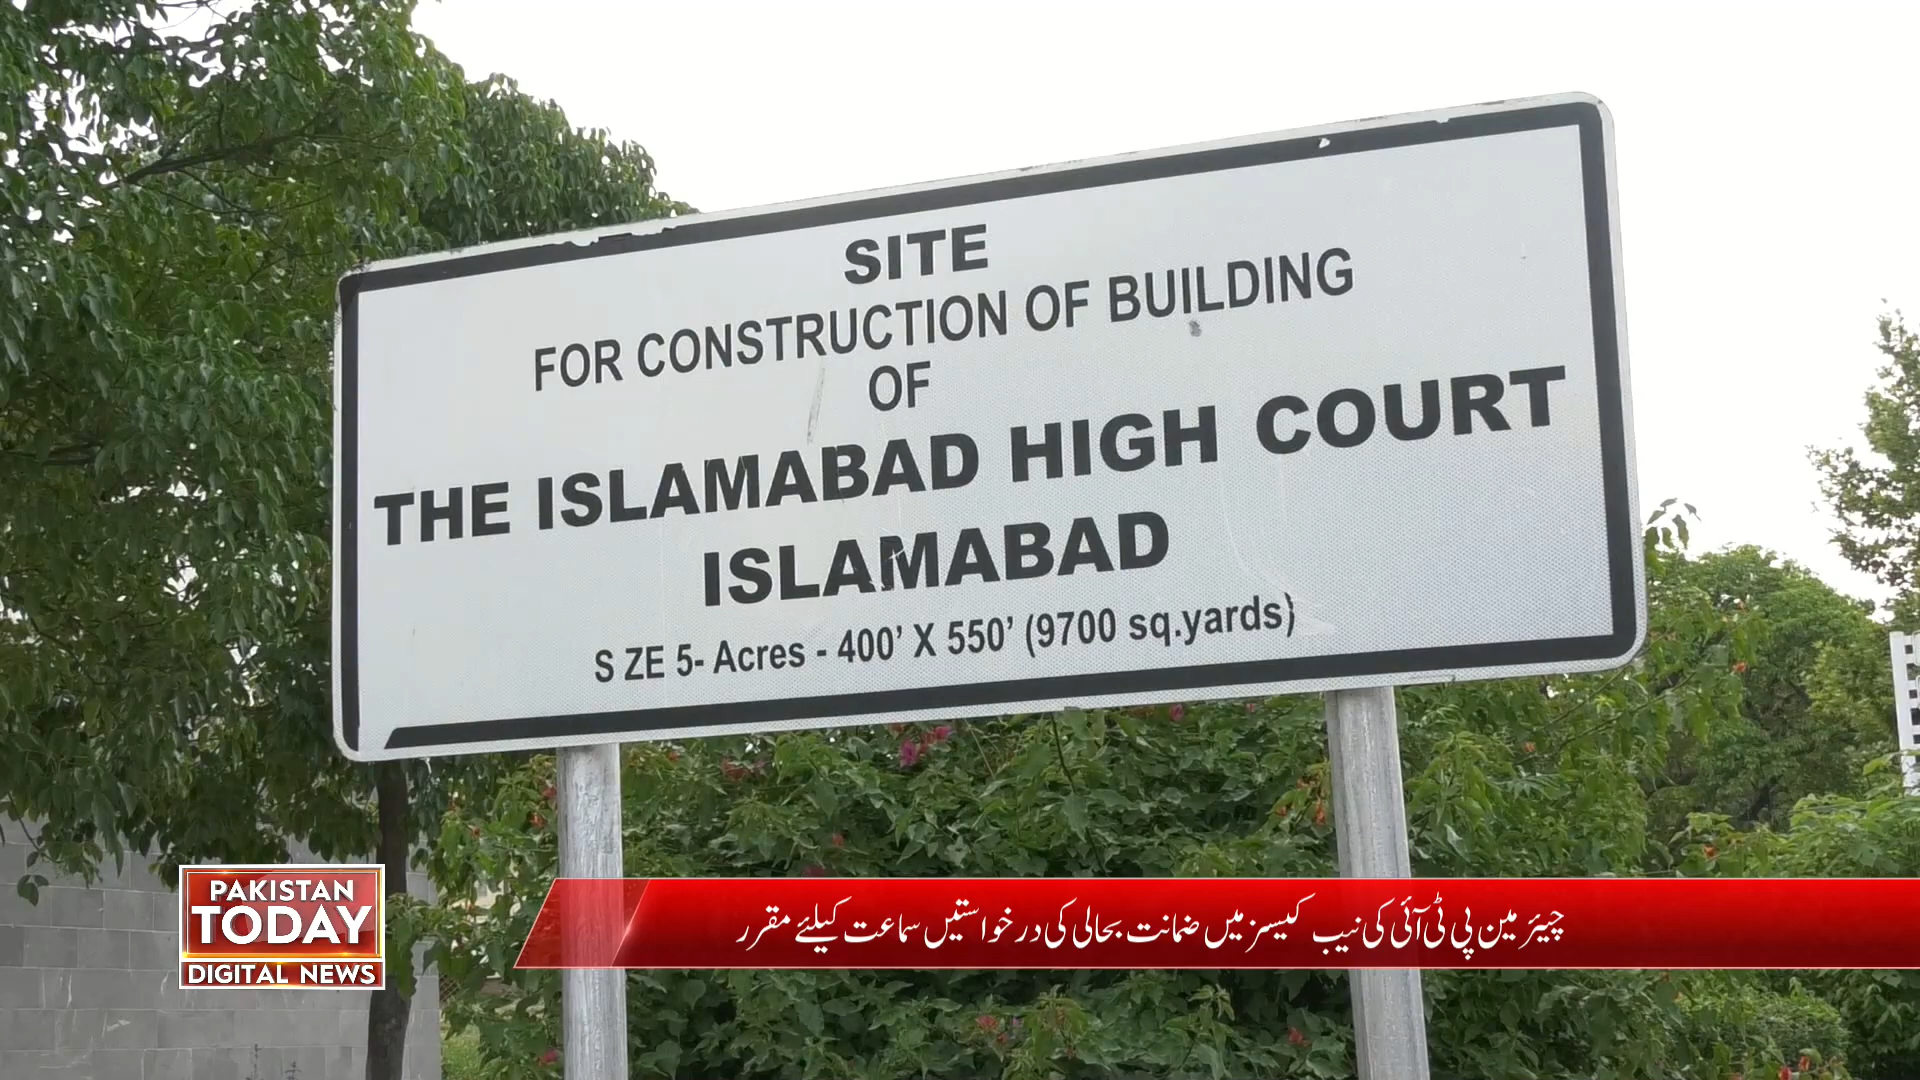 SITE
FOR CONSTRUCTION OF BUILDING
OF
THE ISLAMABAD HIGH COURT
ISLAMABAD
S ZE 5- Acres - 400’ X 550’ (9700 sq.yards)
PAKISTAN
TODAY
DIGITAL NEWS
چیئرمین پی ٹی آئی کی نیب کیسز میں ضمانت بحالی کی درخواستیں سماعت کیلئے مقرر